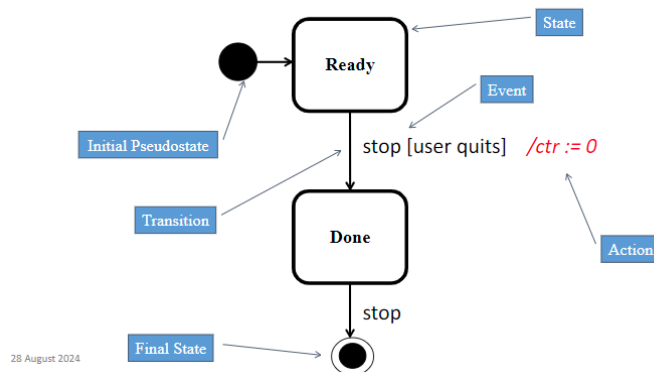 State
Ready
Event
Initial Pseudostate
stop [user quits] /ctr := 0
Transition
Done
Action
stop
Final State
28 August 2024